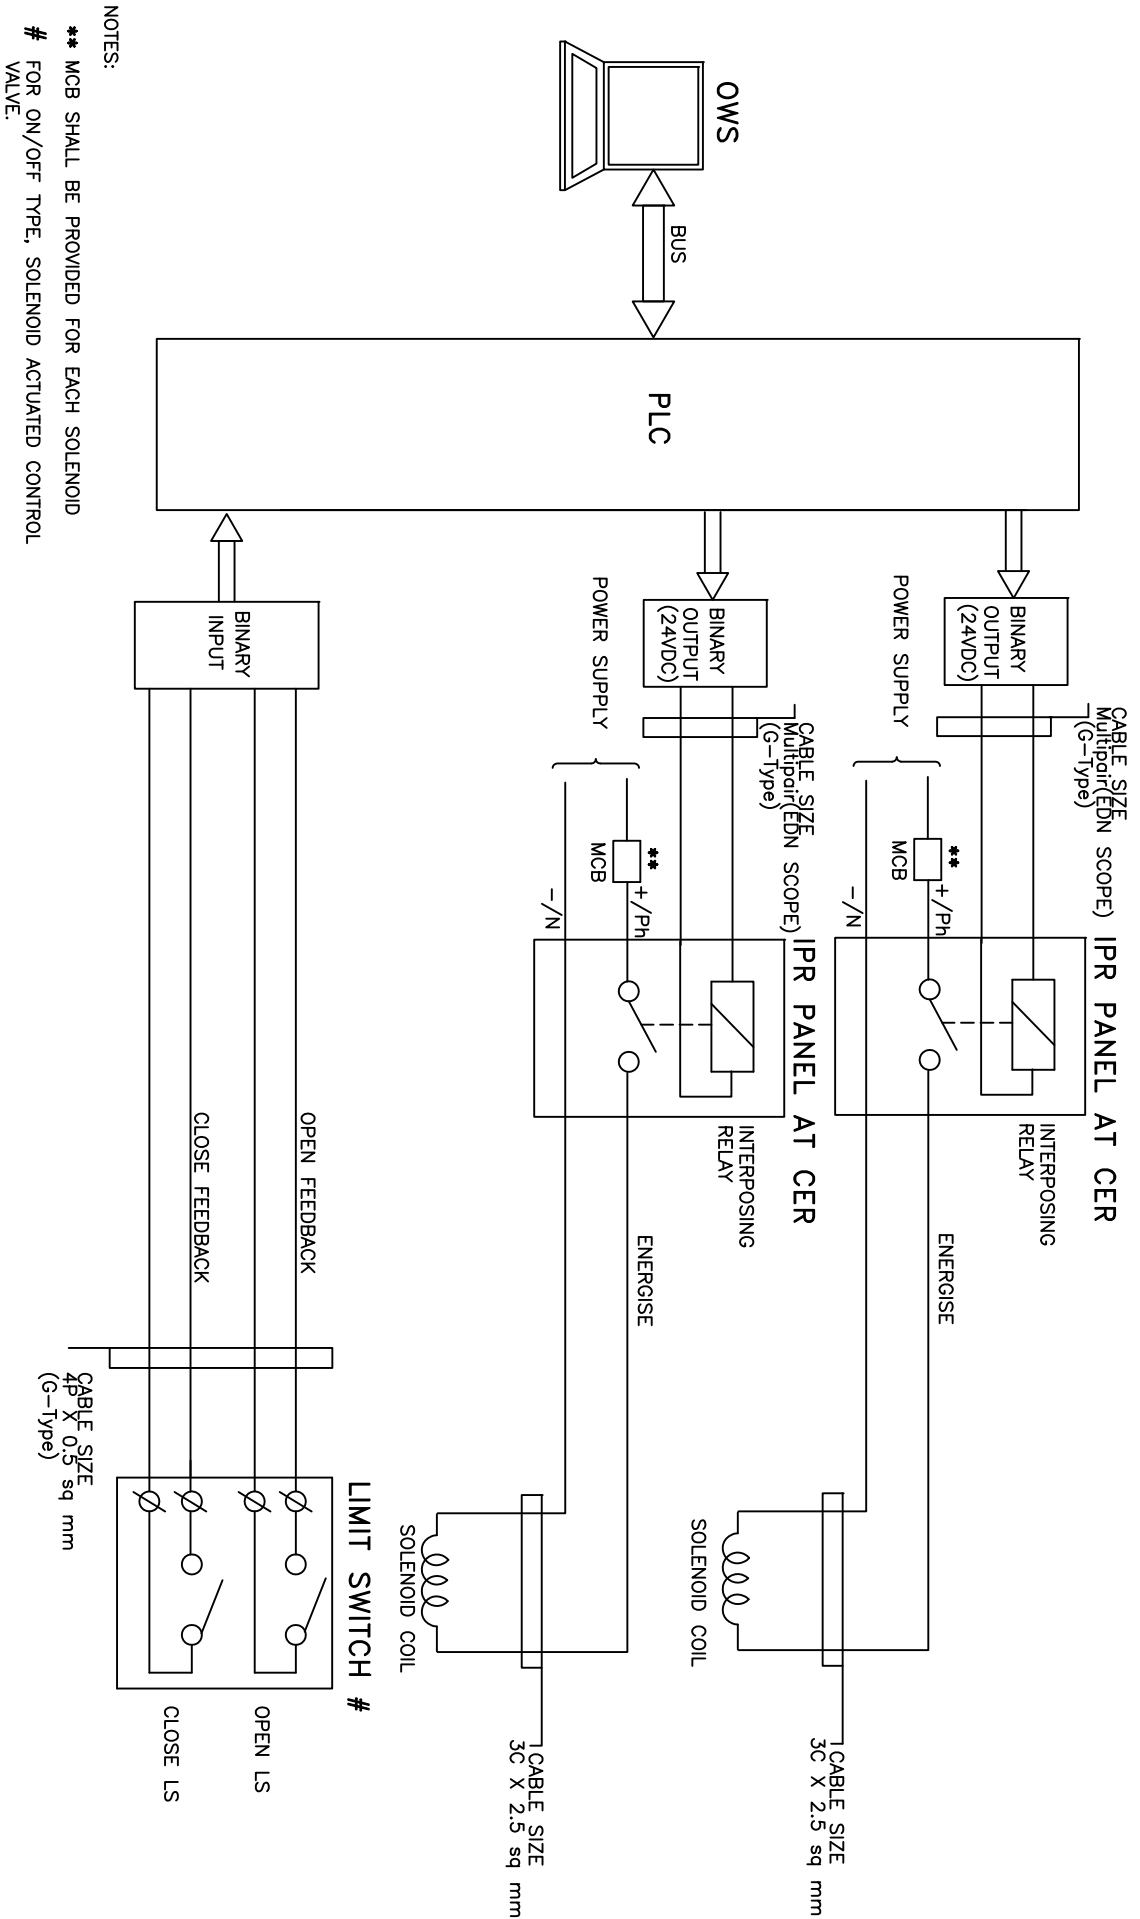 OWS
BUS
PLC
BINARY
OUTPUT
(24VDC)
CABLE SIZE
Multipair(EDN SCOPE)
(G-Type)
POWER SUPPLY
**
MCB
+/Ph
-/N
IPR PANEL AT CER
INTERPOSING
RELAY
ENERGISE
SOLENOID COIL
CABLE SIZE
3C X 2.5 sq mm
BINARY
OUTPUT
(24VDC)
CABLE SIZE
Multipair(EDN SCOPE)
(G-Type)
POWER SUPPLY
**
MCB
+/Ph
-/N
IPR PANEL AT CER
INTERPOSING
RELAY
ENERGISE
SOLENOID COIL
CABLE SIZE
3C X 2.5 sq mm
BINARY
INPUT
OPEN FEEDBACK
CLOSE FEEDBACK
CABLE SIZE
4P X 0.5 sq mm
(G-Type)
LIMIT SWITCH #
OPEN LS
CLOSE LS
NOTES:
** MCB SHALL BE PROVIDED FOR EACH SOLENOID
# FOR ON/OFF TYPE, SOLENOID ACTUATED CONTROL
VALVE.